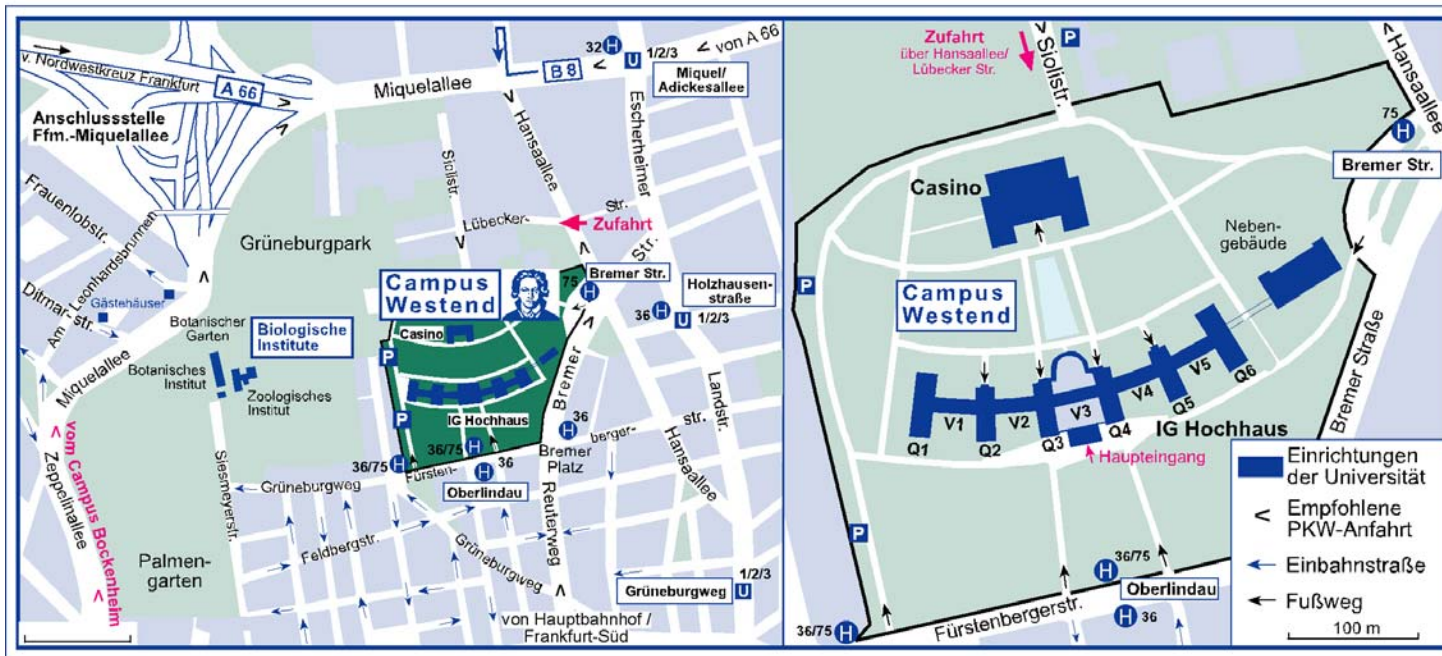 v. Nordwestkreuz Frankfurt
A 66
Anschlussstelle
Ffm.-Miquelallee
Miquelallee
B 8
32
H
U
1/2/3
von A 66
Miquel/
Adickesallee
Hansaallee
Escherheimer
Siolistr.
Lübecker-
Str.
Zufahrt
Frauenlobstr.
Am Leonhardsbrunnen
Ditmar-str.
Gästehäuser
Grüneburgpark
Botanischer
Garten
Biologische
Institute
Botanisches
Institut
Zoologisches
Institut
Miquelallee
Campus
Westend
75
H
Bremer Str.
Str.
Holzhausen-
straße
36
H
U
1/2/3
Casino
P
P
IG Hochhaus
Bremer
36
H
Bremer
Platz
berger-
str.
Landstr.
Hansaallee
36/75
H
36/75
H
36
H
Fürsten-
Oberlindau
Grüneburgweg
Siesmeyerstr.
Feldbergstr.
Grüneburgweg
Reuterweg
vom Campus Bockenheim
Zeppelinallee
Palmen-
garten
1/2/3
Grüneburgweg
U
von Hauptbahnhof /
Frankfurt-Süd
Zufahrt
über Hansaallee/
Lübecker Str.
P
Siolistr.
Hansaallee
75
H
Bremer Str.
Casino
Neben-
gebäude
P
Campus
Westend
Q1
V1
Q2
V2
Q3
V3
Q4
V4
Q5
V5
Q6
IG Hochhaus
Haupteingang
Bremer Straße
P
36/75
H
Oberlindau
36/75
H
Fürstenbergerstr.
H
36
Einrichtungen
der Universität
Empfohlene
PKW-Anfahrt
Einbahnstraße
Fußweg
100 m